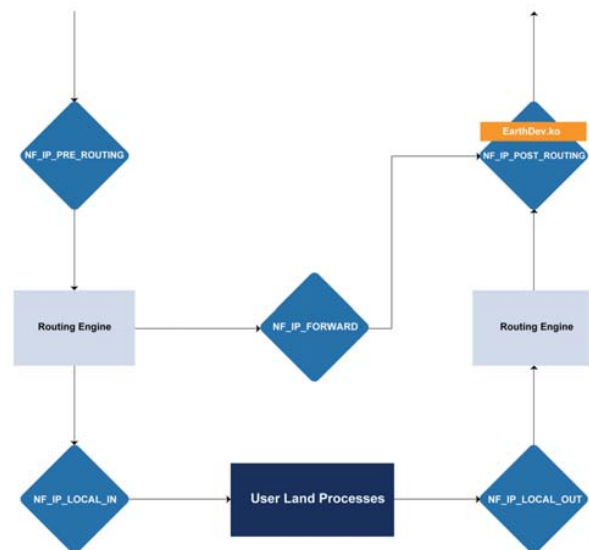 EarthDev.ko
NF_IP_PRE_ROUTING
NF_IP_POST_ROUTING
Routing Engine
NF_IP_FORWARD
Routing Engine
NF_IP_LOCAL_IN
User Land Processes
NF_IP_LOCAL_OUT